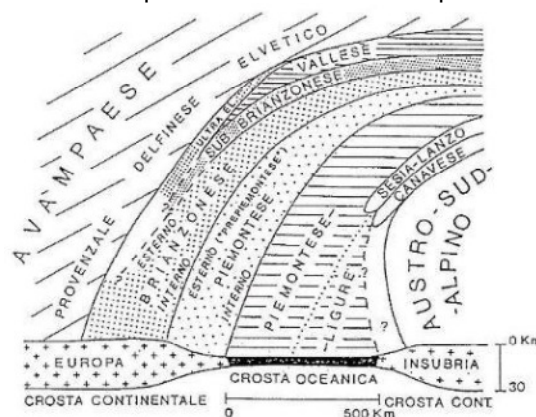 AVAMPAESE
PROVENZALE
DELFINESE
ELVETICO
ULTRA EL.
VALLESE
SUB BRIANZONESE
ESTERNO
BRIANZONESE
INTERNO
ESTERNO ("PREPIEMONTESE")
PIEMONTESE
INTERNO
PIEMONTESE-
LIGURE
SESIA-LANZO
CANAVESE
AUSTRO-SUD-
-ALPINO
?
?
EUROPA
INSUBRIA
0 Km
30
CROSTA CONTINENTALE
CROSTA OCEANICA
CROSTA CONT.
0
500 Km